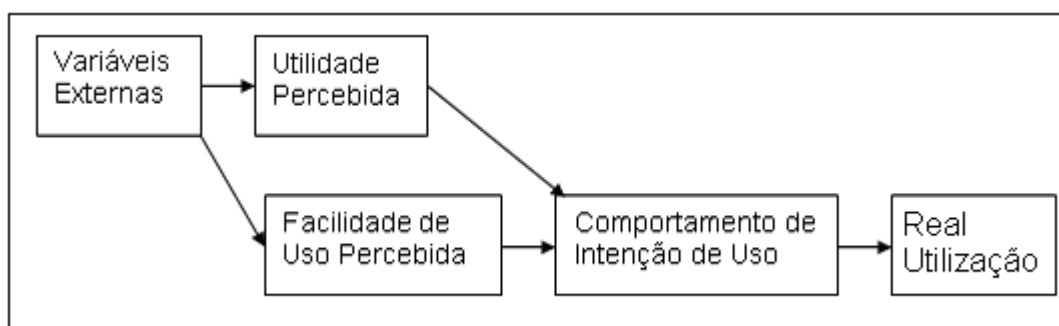 Variáveis
Externas
Utilidade
Percebida
Facilidade de
Uso Percebida
Comportamento de
Intenção de Uso
Real
Utilização